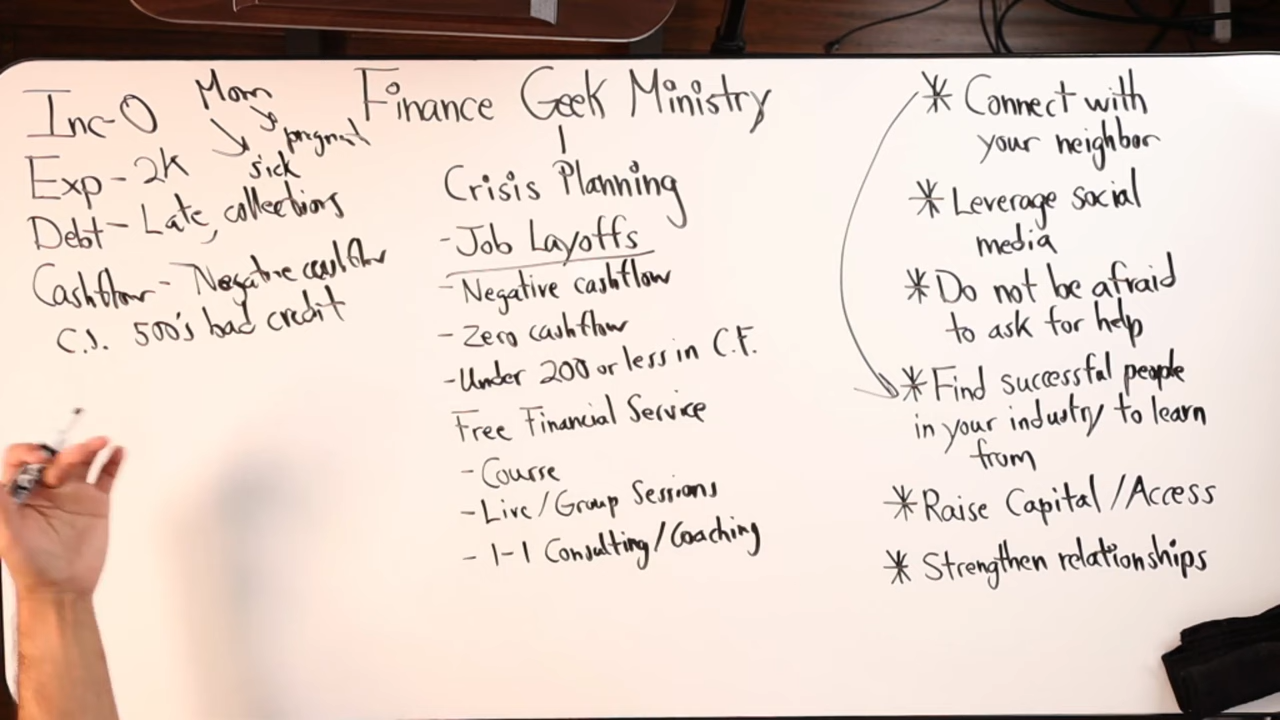 Finance Geek Ministry
Inc-0
Mom
pregnant
sick
Exp - 2K
Debt - Late, collections
Cashflow - Negative cashflow
C.S. 500's bad credit
Crisis Planning
- Job Layoffs
- Negative cashflow
- Zero cashflow
- Under 200 or less in C.F.
Free Financial Service
- Course
- Live/Group Sessions
- 1-1 Consulting/Coaching
* Connect with
your neighbor
* Leverage social
media
* Do not be afraid
to ask for help
* Find successful people
in your industry to learn
from
* Raise Capital/Access
* Strengthen relationships